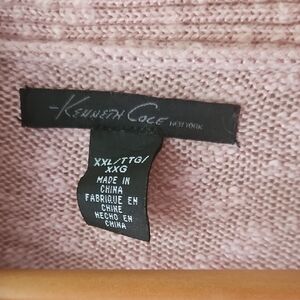 Kenneth Cole NEW YORK
XXL/TTG/
XXG
MADE IN
CHINA
FABRIQUE EN
CHINE
HECHO EN
CHINA